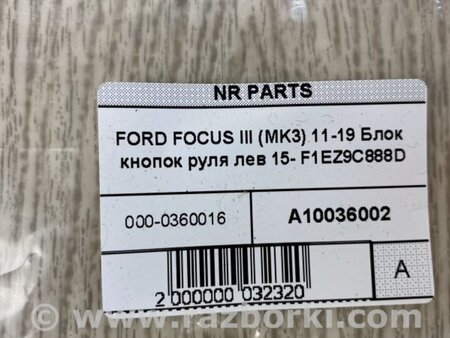 NR PARTS
FORD FOCUS III (MK3) 11-19 Блок
кнопок руля лев 15- F1EZ9C888D
000-0360016
A10036002
A
2 000000 032320
© www.razborki.com